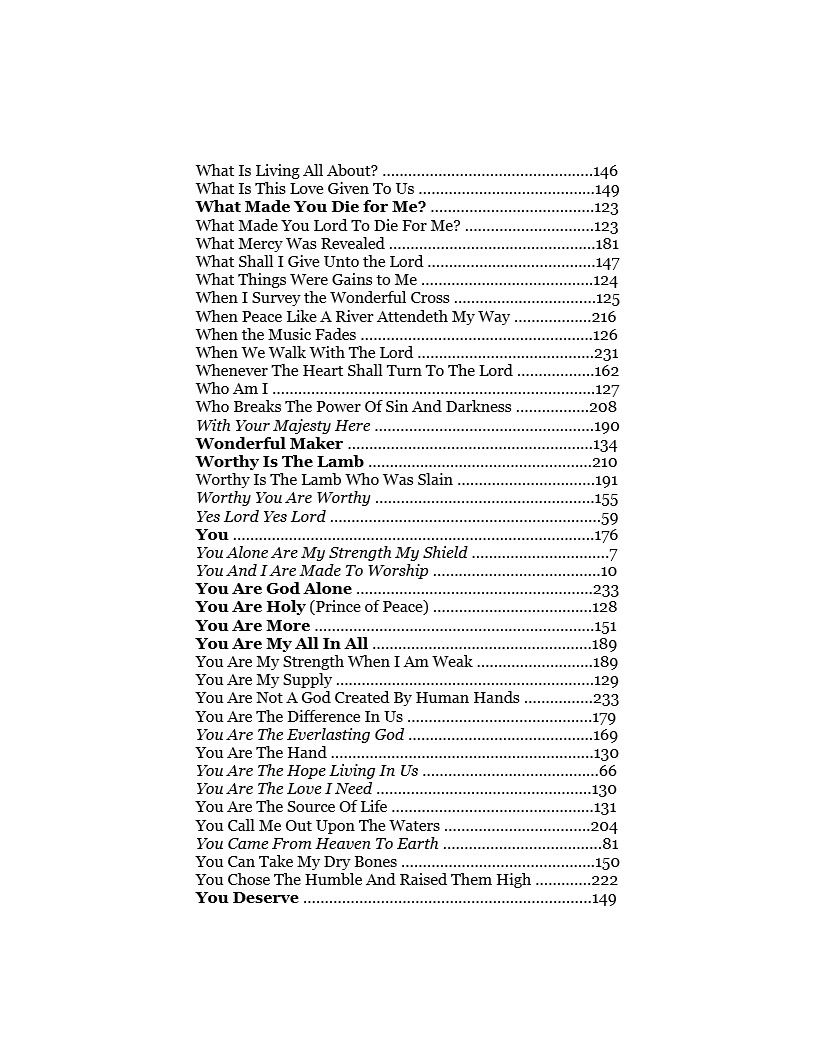 What Is Living All About? .................................................146
What Is This Love Given To Us .........................................149
What Made You Die for Me? ......................................123
What Made You Lord To Die For Me? ..............................123
What Mercy Was Revealed ................................................181
What Shall I Give Unto the Lord .......................................147
What Things Were Gains to Me ........................................124
When I Survey the Wonderful Cross .................................125
When Peace Like A River Attendeth My Way ..................216
When the Music Fades ......................................................126
When We Walk With The Lord .........................................231
Whenever The Heart Shall Turn To The Lord ..................162
Who Am I ...........................................................................127
Who Breaks The Power Of Sin And Darkness .................208
With Your Majesty Here ...................................................190
Wonderful Maker .........................................................134
Worthy Is The Lamb ....................................................210
Worthy Is The Lamb Who Was Slain ................................191
Worthy You Are Worthy ...................................................155
Yes Lord Yes Lord ...............................................................59
You ....................................................................................176
You Alone Are My Strength My Shield ................................7
You And I Are Made To Worship .......................................10
You Are God Alone .......................................................233
You Are Holy (Prince of Peace) .....................................128
You Are More .................................................................151
You Are My All In All ...................................................189
You Are My Strength When I Am Weak ...........................189
You Are My Supply ............................................................129
You Are Not A God Created By Human Hands ................233
You Are The Difference In Us ...........................................179
You Are The Everlasting God ...........................................169
You Are The Hand .............................................................130
You Are The Hope Living In Us .........................................66
You Are The Love I Need ..................................................130
You Are The Source Of Life ...............................................131
You Call Me Out Upon The Waters ..................................204
You Came From Heaven To Earth .....................................81
You Can Take My Dry Bones .............................................150
You Chose The Humble And Raised Them High .............222
You Deserve ...................................................................149